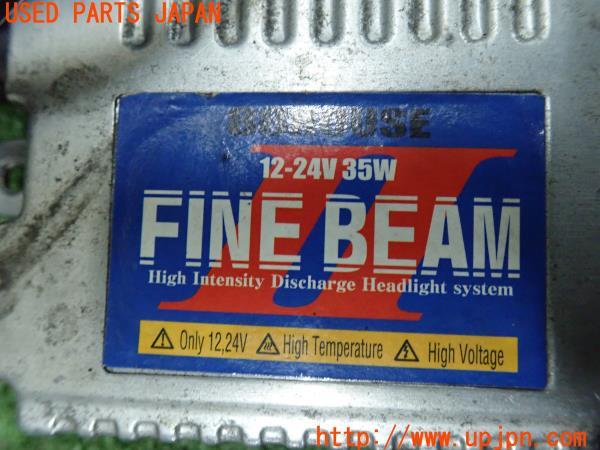 USED PARTS JAPAN
12-24V 35W
FINE BEAM
II
High Intensity Discharge Headlight system
Only 12,24V High Temperature High Voltage
http://www.upjpn.com